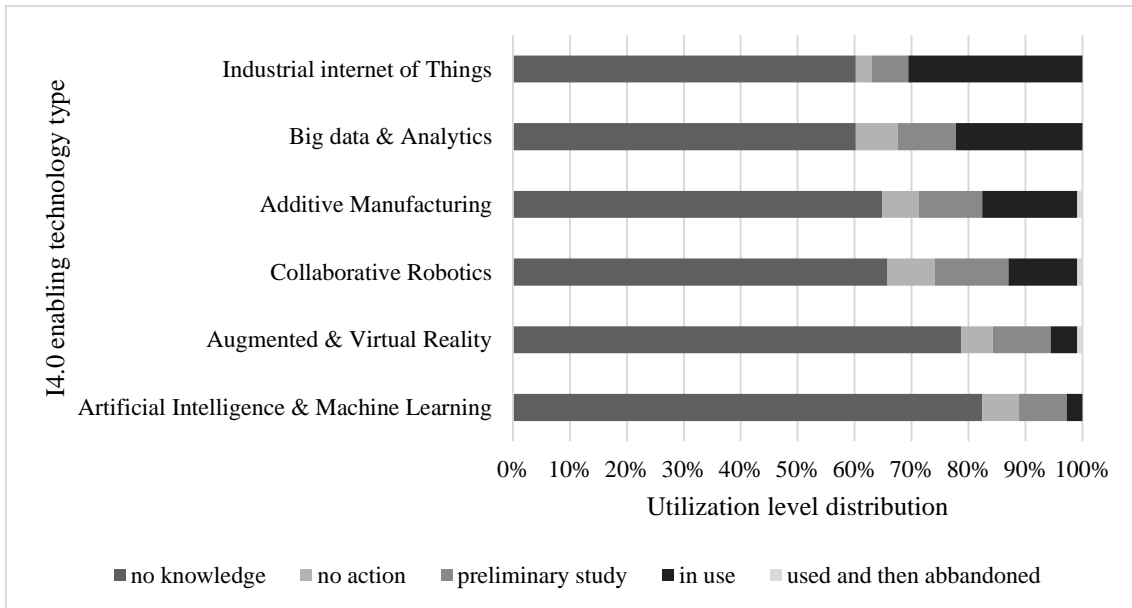 I4.0 enabling technology type
Industrial internet of Things
Big data & Analytics
Additive Manufacturing
Collaborative Robotics
Augmented & Virtual Reality
Artificial Intelligence & Machine Learning
0% 10% 20% 30% 40% 50% 60% 70% 80% 90% 100%
Utilization level distribution
no knowledge no action preliminary study in use used and then abbandoned